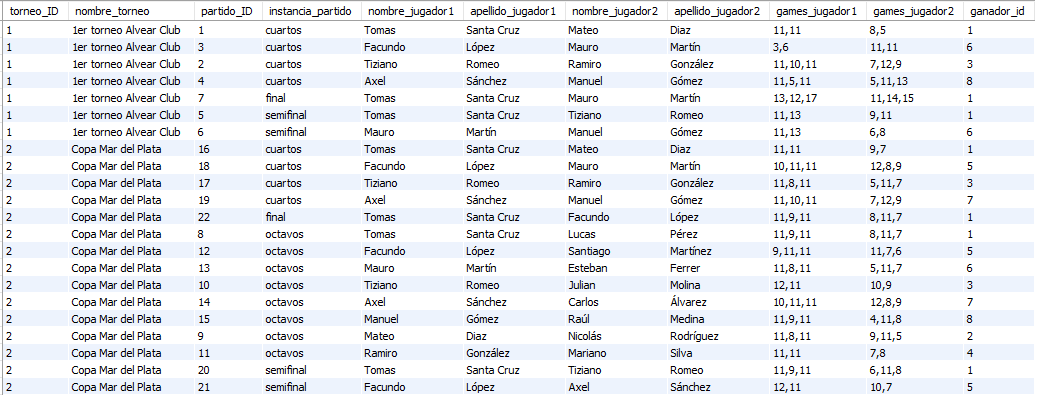 torneo_ID nombre_torneo partido_ID instancia_partido nombre_jugador1 apellido_jugador1 nombre_jugador2 apellido_jugador2 games_jugador1 games_jugador2 ganador_id
1 1er torneo Alvear Club 1 cuartos Tomas Santa Cruz Mateo Diaz 11,11 8,5 1
1 1er torneo Alvear Club 3 cuartos Facundo López Mauro Martín 3,6 11,11 6
1 1er torneo Alvear Club 2 cuartos Tiziano Romeo Ramiro González 11,10,11 7,12,9 3
1 1er torneo Alvear Club 4 cuartos Axel Sánchez Manuel Gómez 11,5,11 5,11,13 8
1 1er torneo Alvear Club 7 final Tomas Santa Cruz Mauro Martín 13,12,17 11,14,15 1
1 1er torneo Alvear Club 5 semifinal Tomas Santa Cruz Tiziano Romeo 11,13 9,11 1
1 1er torneo Alvear Club 6 semifinal Mauro Martín Manuel Gómez 11,13 6,8 6
2 Copa Mar del Plata 16 cuartos Tomas Santa Cruz Mateo Diaz 11,11 9,7 1
2 Copa Mar del Plata 18 cuartos Facundo López Mauro Martín 10,11,11 12,8,9 5
2 Copa Mar del Plata 17 cuartos Tiziano Romeo Ramiro González 11,8,11 5,11,7 3
2 Copa Mar del Plata 19 cuartos Axel Sánchez Manuel Gómez 11,10,11 7,12,9 7
2 Copa Mar del Plata 22 final Tomas Santa Cruz Facundo López 11,9,11 8,11,7 1
2 Copa Mar del Plata 8 octavos Tomas Santa Cruz Lucas Pérez 11,9,11 8,11,7 1
2 Copa Mar del Plata 12 octavos Facundo López Santiago Martínez 9,11,11 11,7,6 5
2 Copa Mar del Plata 13 octavos Mauro Martín Esteban Ferrer 11,8,11 5,11,7 6
2 Copa Mar del Plata 10 octavos Tiziano Romeo Julian Molina 12,11 10,9 3
2 Copa Mar del Plata 14 octavos Axel Sánchez Carlos Álvarez 10,11,11 12,8,9 7
2 Copa Mar del Plata 15 octavos Manuel Gómez Raúl Medina 11,9,11 4,11,8 8
2 Copa Mar del Plata 9 octavos Mateo Diaz Nicolás Rodríguez 11,8,11 9,11,5 2
2 Copa Mar del Plata 11 octavos Ramiro González Mariano Silva 11,11 7,8 4
2 Copa Mar del Plata 20 semifinal Tomas Santa Cruz Tiziano Romeo 11,9,11 6,11,8 1
2 Copa Mar del Plata 21 semifinal Facundo López Axel Sánchez 12,11 10,7 5